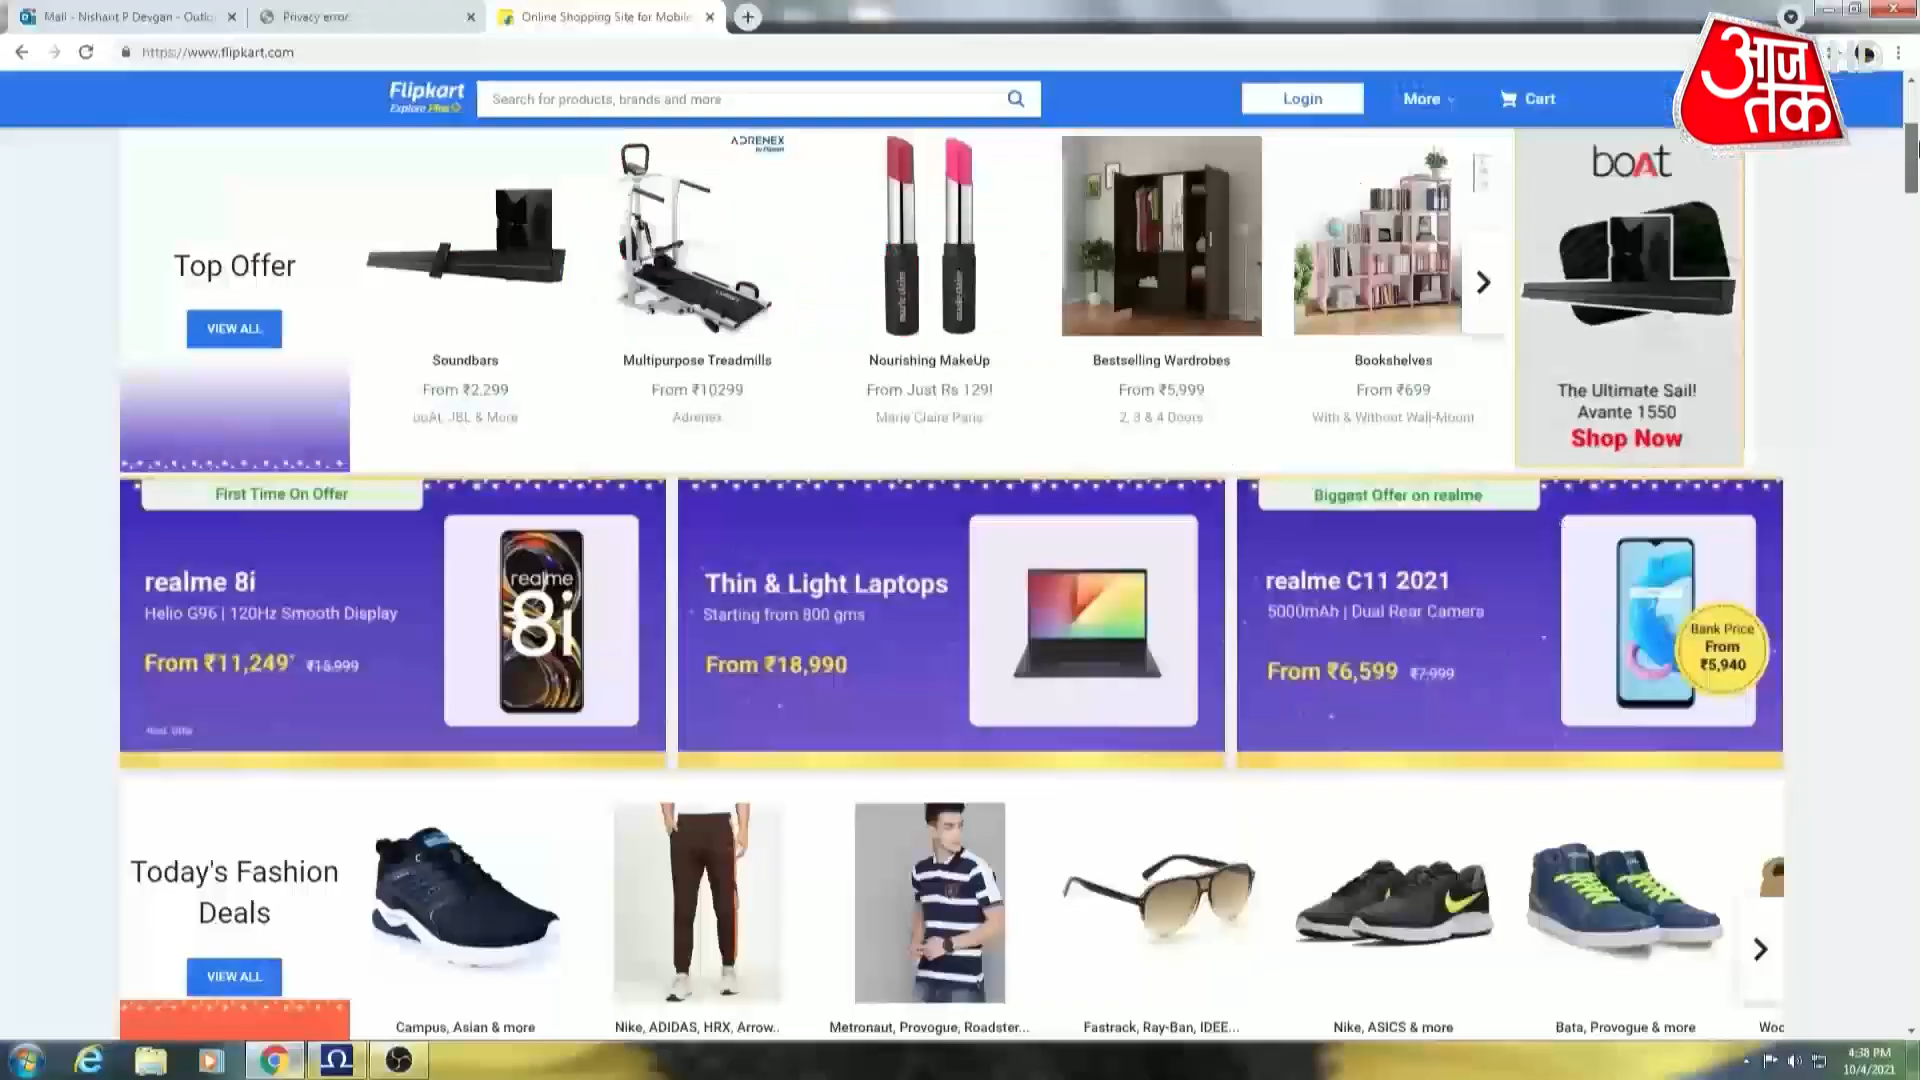 Mail - Nishant P Devgan - Outlo
Privacy error
Online Shopping Site for Mobile
https://www.flipkart.com
आज तक
HD
Flipkart
Explore Plus
Search for products, brands and more
Login
More
Cart
Top Offer
VIEW ALL
ADRENEX
by Flipkart
Soundbars
From ₹2,299
boAt, JBL & More
Multipurpose Treadmills
From ₹10299
Adrenex
Nourishing MakeUp
From Just Rs 129!
Marie Claire Paris
Bestselling Wardrobes
From ₹5,999
2, 3 & 4 Doors
Bookshelves
From ₹699
With & Without Wall-Mount
boAt
The Ultimate Sail!
Avante 1550
Shop Now
First Time On Offer
realme 8i
Helio G96 | 120Hz Smooth Display
From ₹11,249*
realme
8i
Thin & Light Laptops
Starting from 800 gms
From ₹18,990
Biggest Offer on realme
realme C11 2021
5000mAh | Dual Rear Camera
From ₹6,599 ₹7,999
Bank Price
From
₹5,940
Today's Fashion
Deals
VIEW ALL
Campus, Asian & more
Nike, ADIDAS, HRX, Arrow..
Metronaut, Provogue, Roadster...
Fastrack, Ray-Ban, IDEE...
Nike, ASICS & more
Bata, Provogue & more
Woo
4:38 PM
10/4/2021